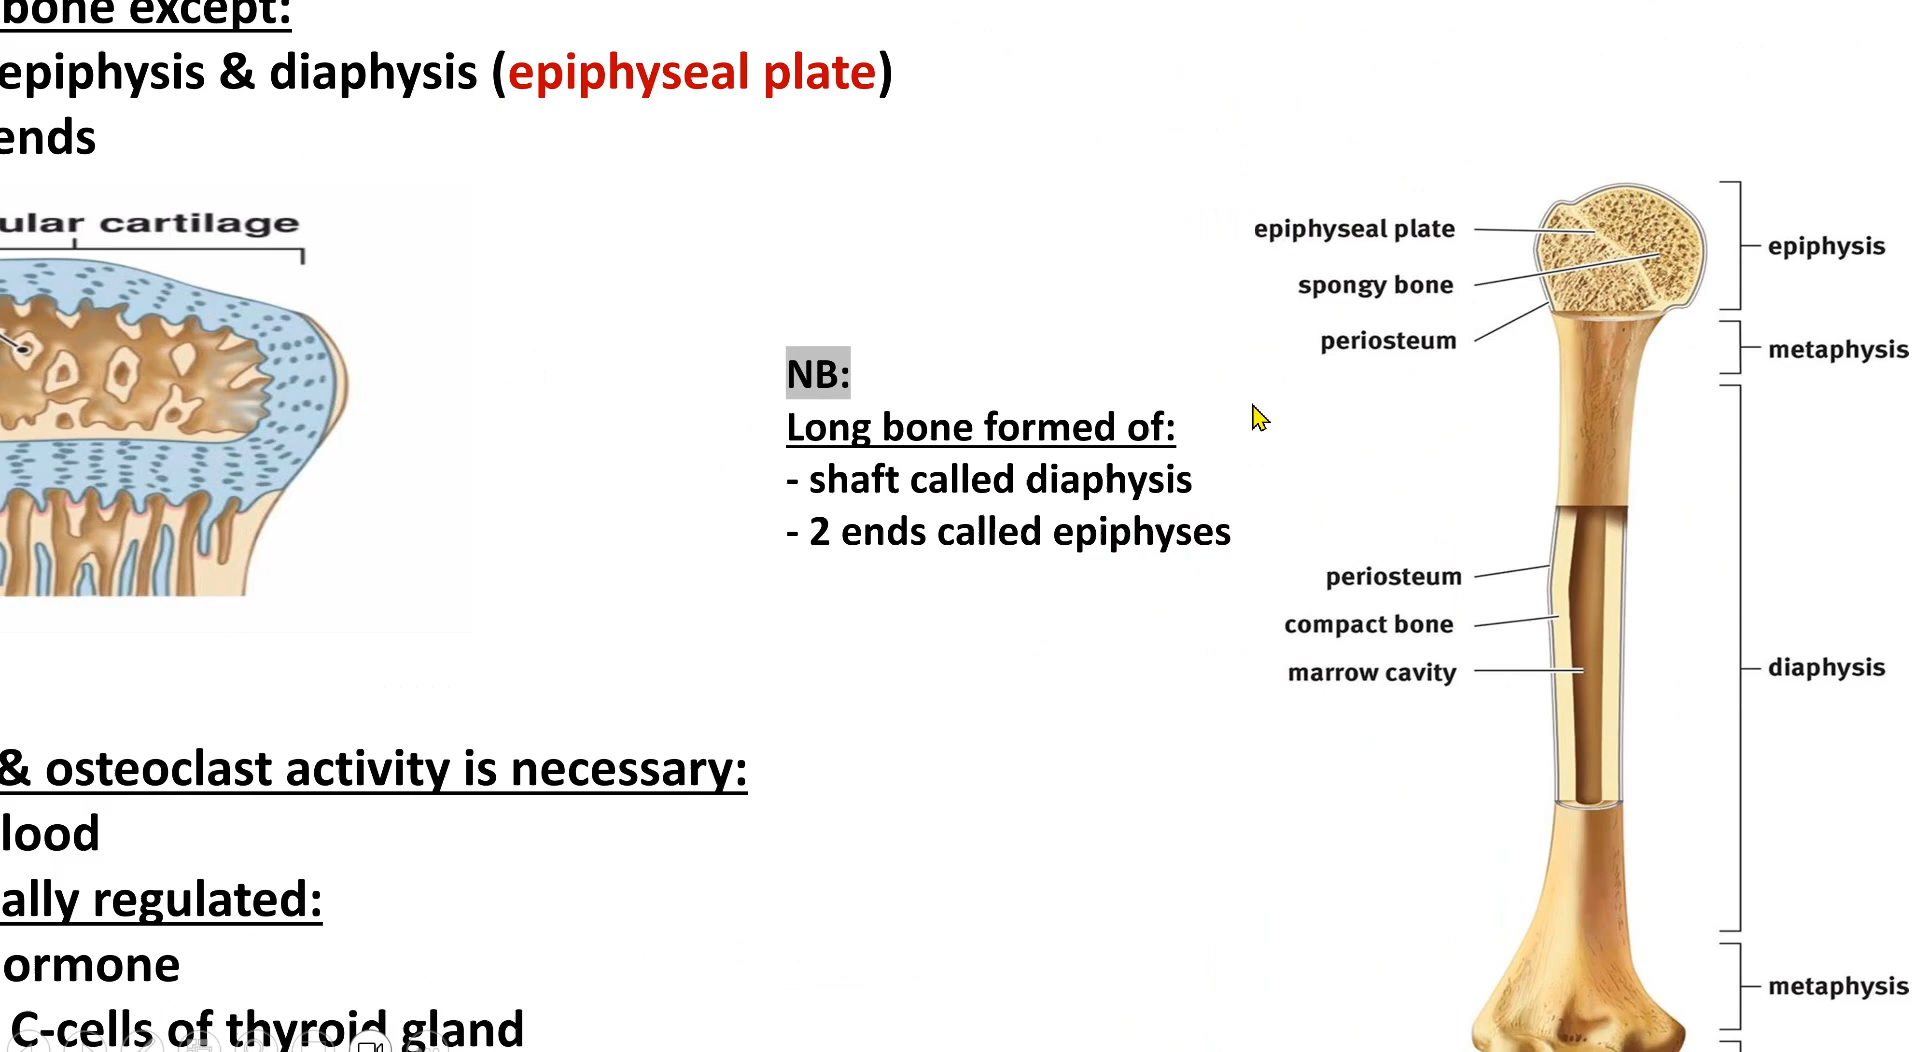 bone except:
epiphysis & diaphysis (epiphyseal plate)
ends
ular cartilage
NB:
Long bone formed of:
- shaft called diaphysis
- 2 ends called epiphyses
epiphyseal plate
spongy bone
periosteum
epiphysis
metaphysis
periosteum
compact bone
marrow cavity
diaphysis
metaphysis
& osteoclast activity is necessary:
lood
ally regulated:
ormone
C-cells of thyroid gland